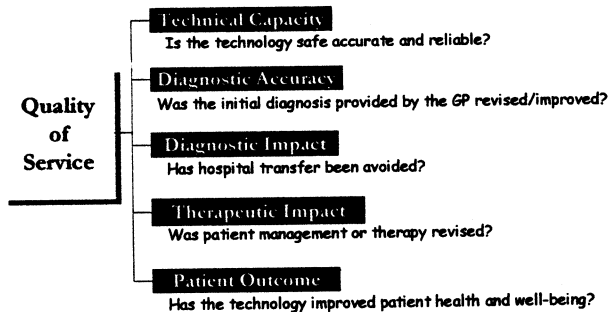 Quality
of
Service
Technical Capacity
Is the technology safe accurate and reliable?
Diagnostic Accuracy
Was the initial diagnosis provided by the GP revised/improved?
Diagnostic Impact
Has hospital transfer been avoided?
Therapeutic Impact
Was patient management or therapy revised?
Patient Outcome
Has the technology improved patient health and well-being?